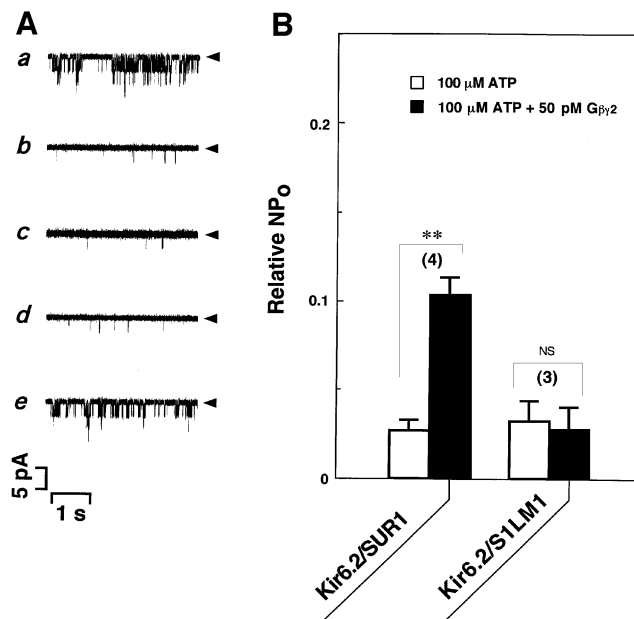 A
a
b
c
d
e
5 pA
1 s
B
100 μM ATP
100 μM ATP + 50 pM Gβγ2
Relative NPO
0.2
0.1
0
**
(4)
NS
(3)
Kir6.2/SUR1
Kir6.2/S1LM1